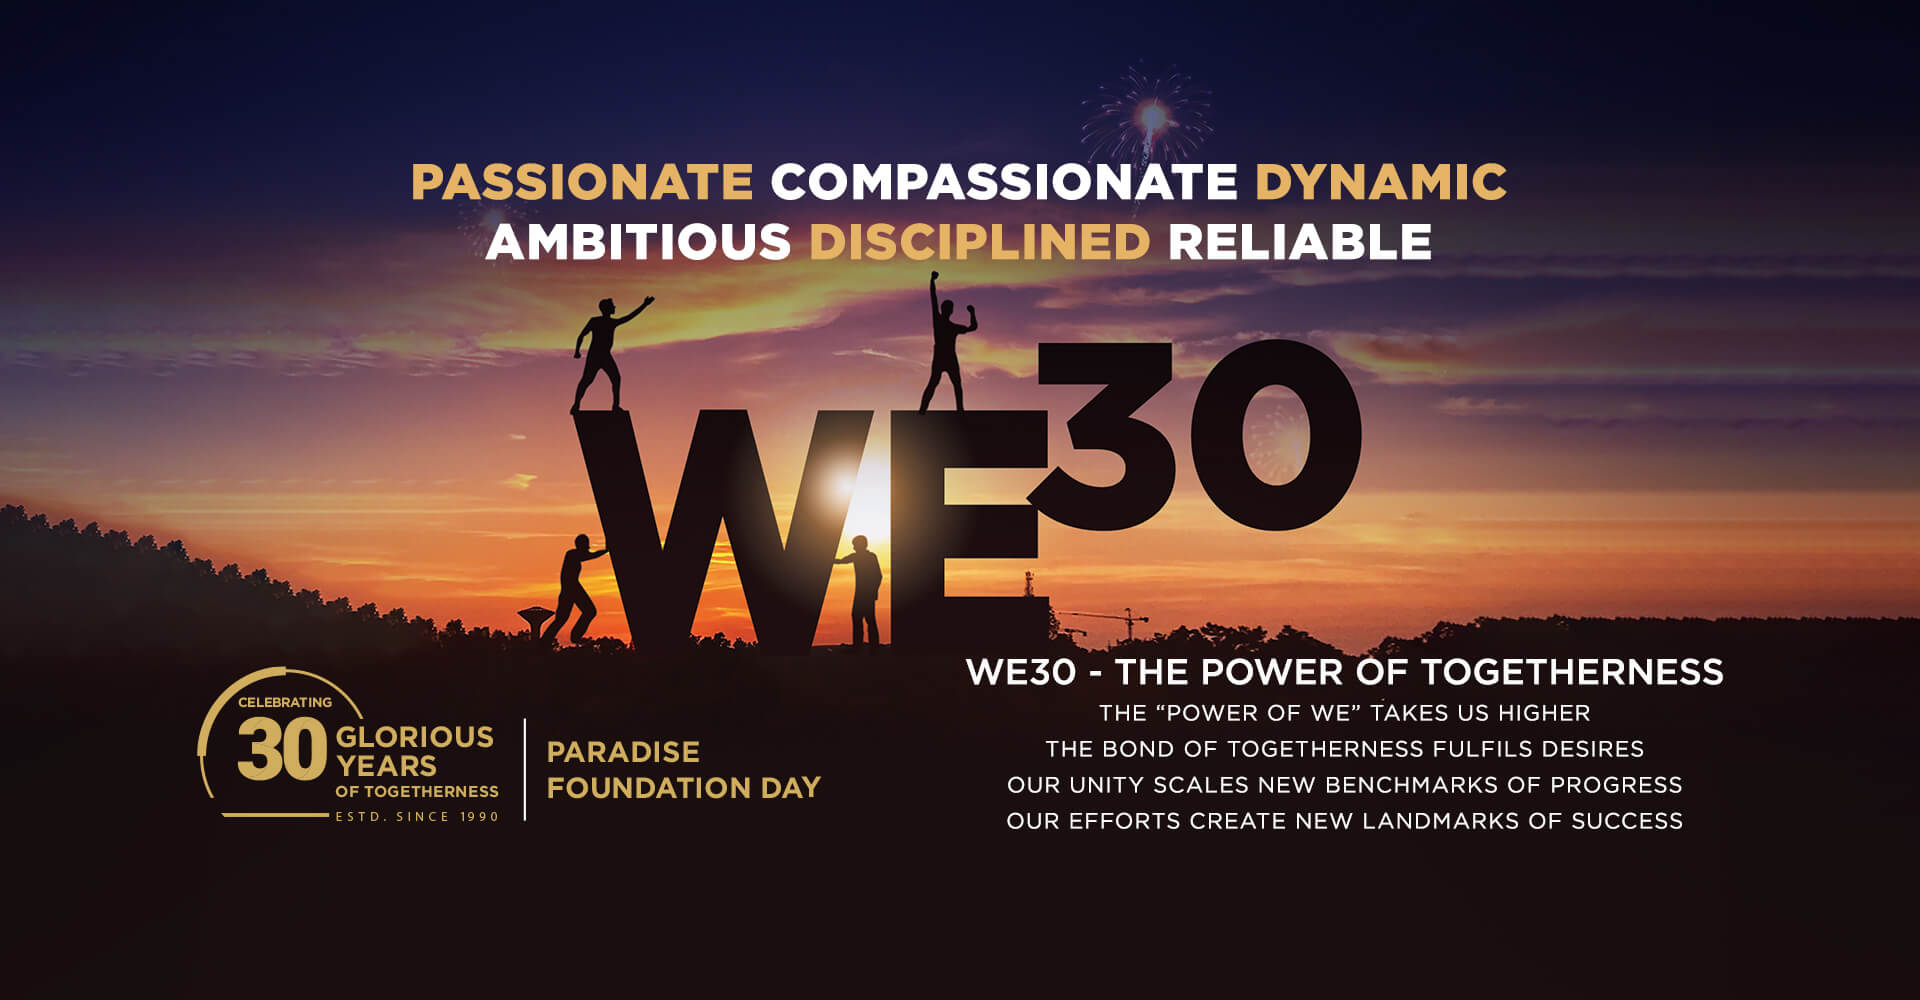 PASSIONATE COMPASSIONATE DYNAMIC
AMBITIOUS DISCIPLINED RELIABLE
WE30
CELEBRATING
30 GLORIOUS
YEARS
OF TOGETHERNESS
ESTD. SINCE 1990
PARADISE
FOUNDATION DAY
WE30 - THE POWER OF TOGETHERNESS
THE “POWER OF WE” TAKES US HIGHER
THE BOND OF TOGETHERNESS FULFILS DESIRES
OUR UNITY SCALES NEW BENCHMARKS OF PROGRESS
OUR EFFORTS CREATE NEW LANDMARKS OF SUCCESS